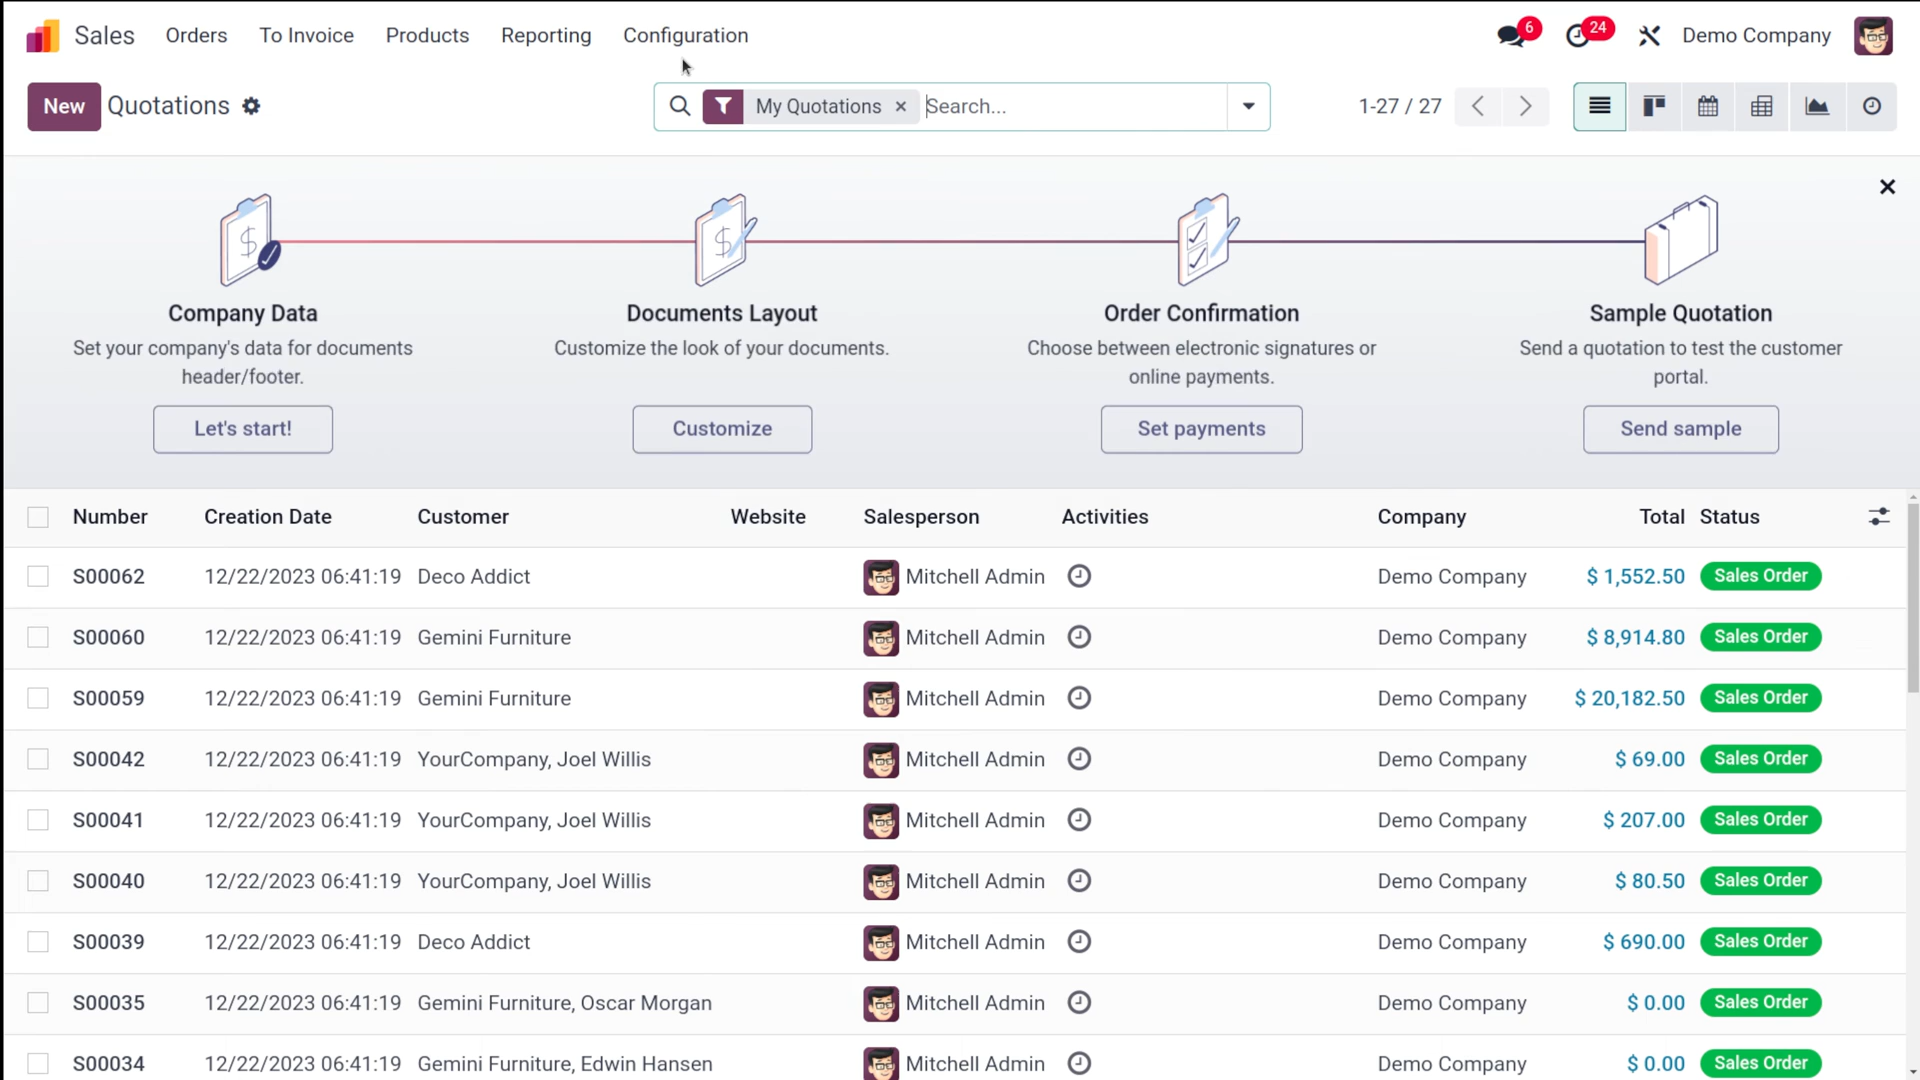 Sales Orders To Invoice Products Reporting Configuration 6 24 Demo Company
New Quotations My Quotations × Search... 1-27 / 27
Company Data
Set your company's data for documents
header/footer.
Let's start!
Documents Layout
Customize the look of your documents.
Customize
Order Confirmation
Choose between electronic signatures or
online payments.
Set payments
Sample Quotation
Send a quotation to test the customer
portal.
Send sample
Number Creation Date Customer Website Salesperson Activities Company Total Status
S00062 12/22/2023 06:41:19 Deco Addict Mitchell Admin Demo Company $ 1,552.50 Sales Order
S00060 12/22/2023 06:41:19 Gemini Furniture Mitchell Admin Demo Company $ 8,914.80 Sales Order
S00059 12/22/2023 06:41:19 Gemini Furniture Mitchell Admin Demo Company $ 20,182.50 Sales Order
S00042 12/22/2023 06:41:19 YourCompany, Joel Willis Mitchell Admin Demo Company $ 69.00 Sales Order
S00041 12/22/2023 06:41:19 YourCompany, Joel Willis Mitchell Admin Demo Company $ 207.00 Sales Order
S00040 12/22/2023 06:41:19 YourCompany, Joel Willis Mitchell Admin Demo Company $ 80.50 Sales Order
S00039 12/22/2023 06:41:19 Deco Addict Mitchell Admin Demo Company $ 690.00 Sales Order
S00035 12/22/2023 06:41:19 Gemini Furniture, Oscar Morgan Mitchell Admin Demo Company $ 0.00 Sales Order
S00034 12/22/2023 06:41:19 Gemini Furniture, Edwin Hansen Mitchell Admin Demo Company $ 0.00 Sales Order